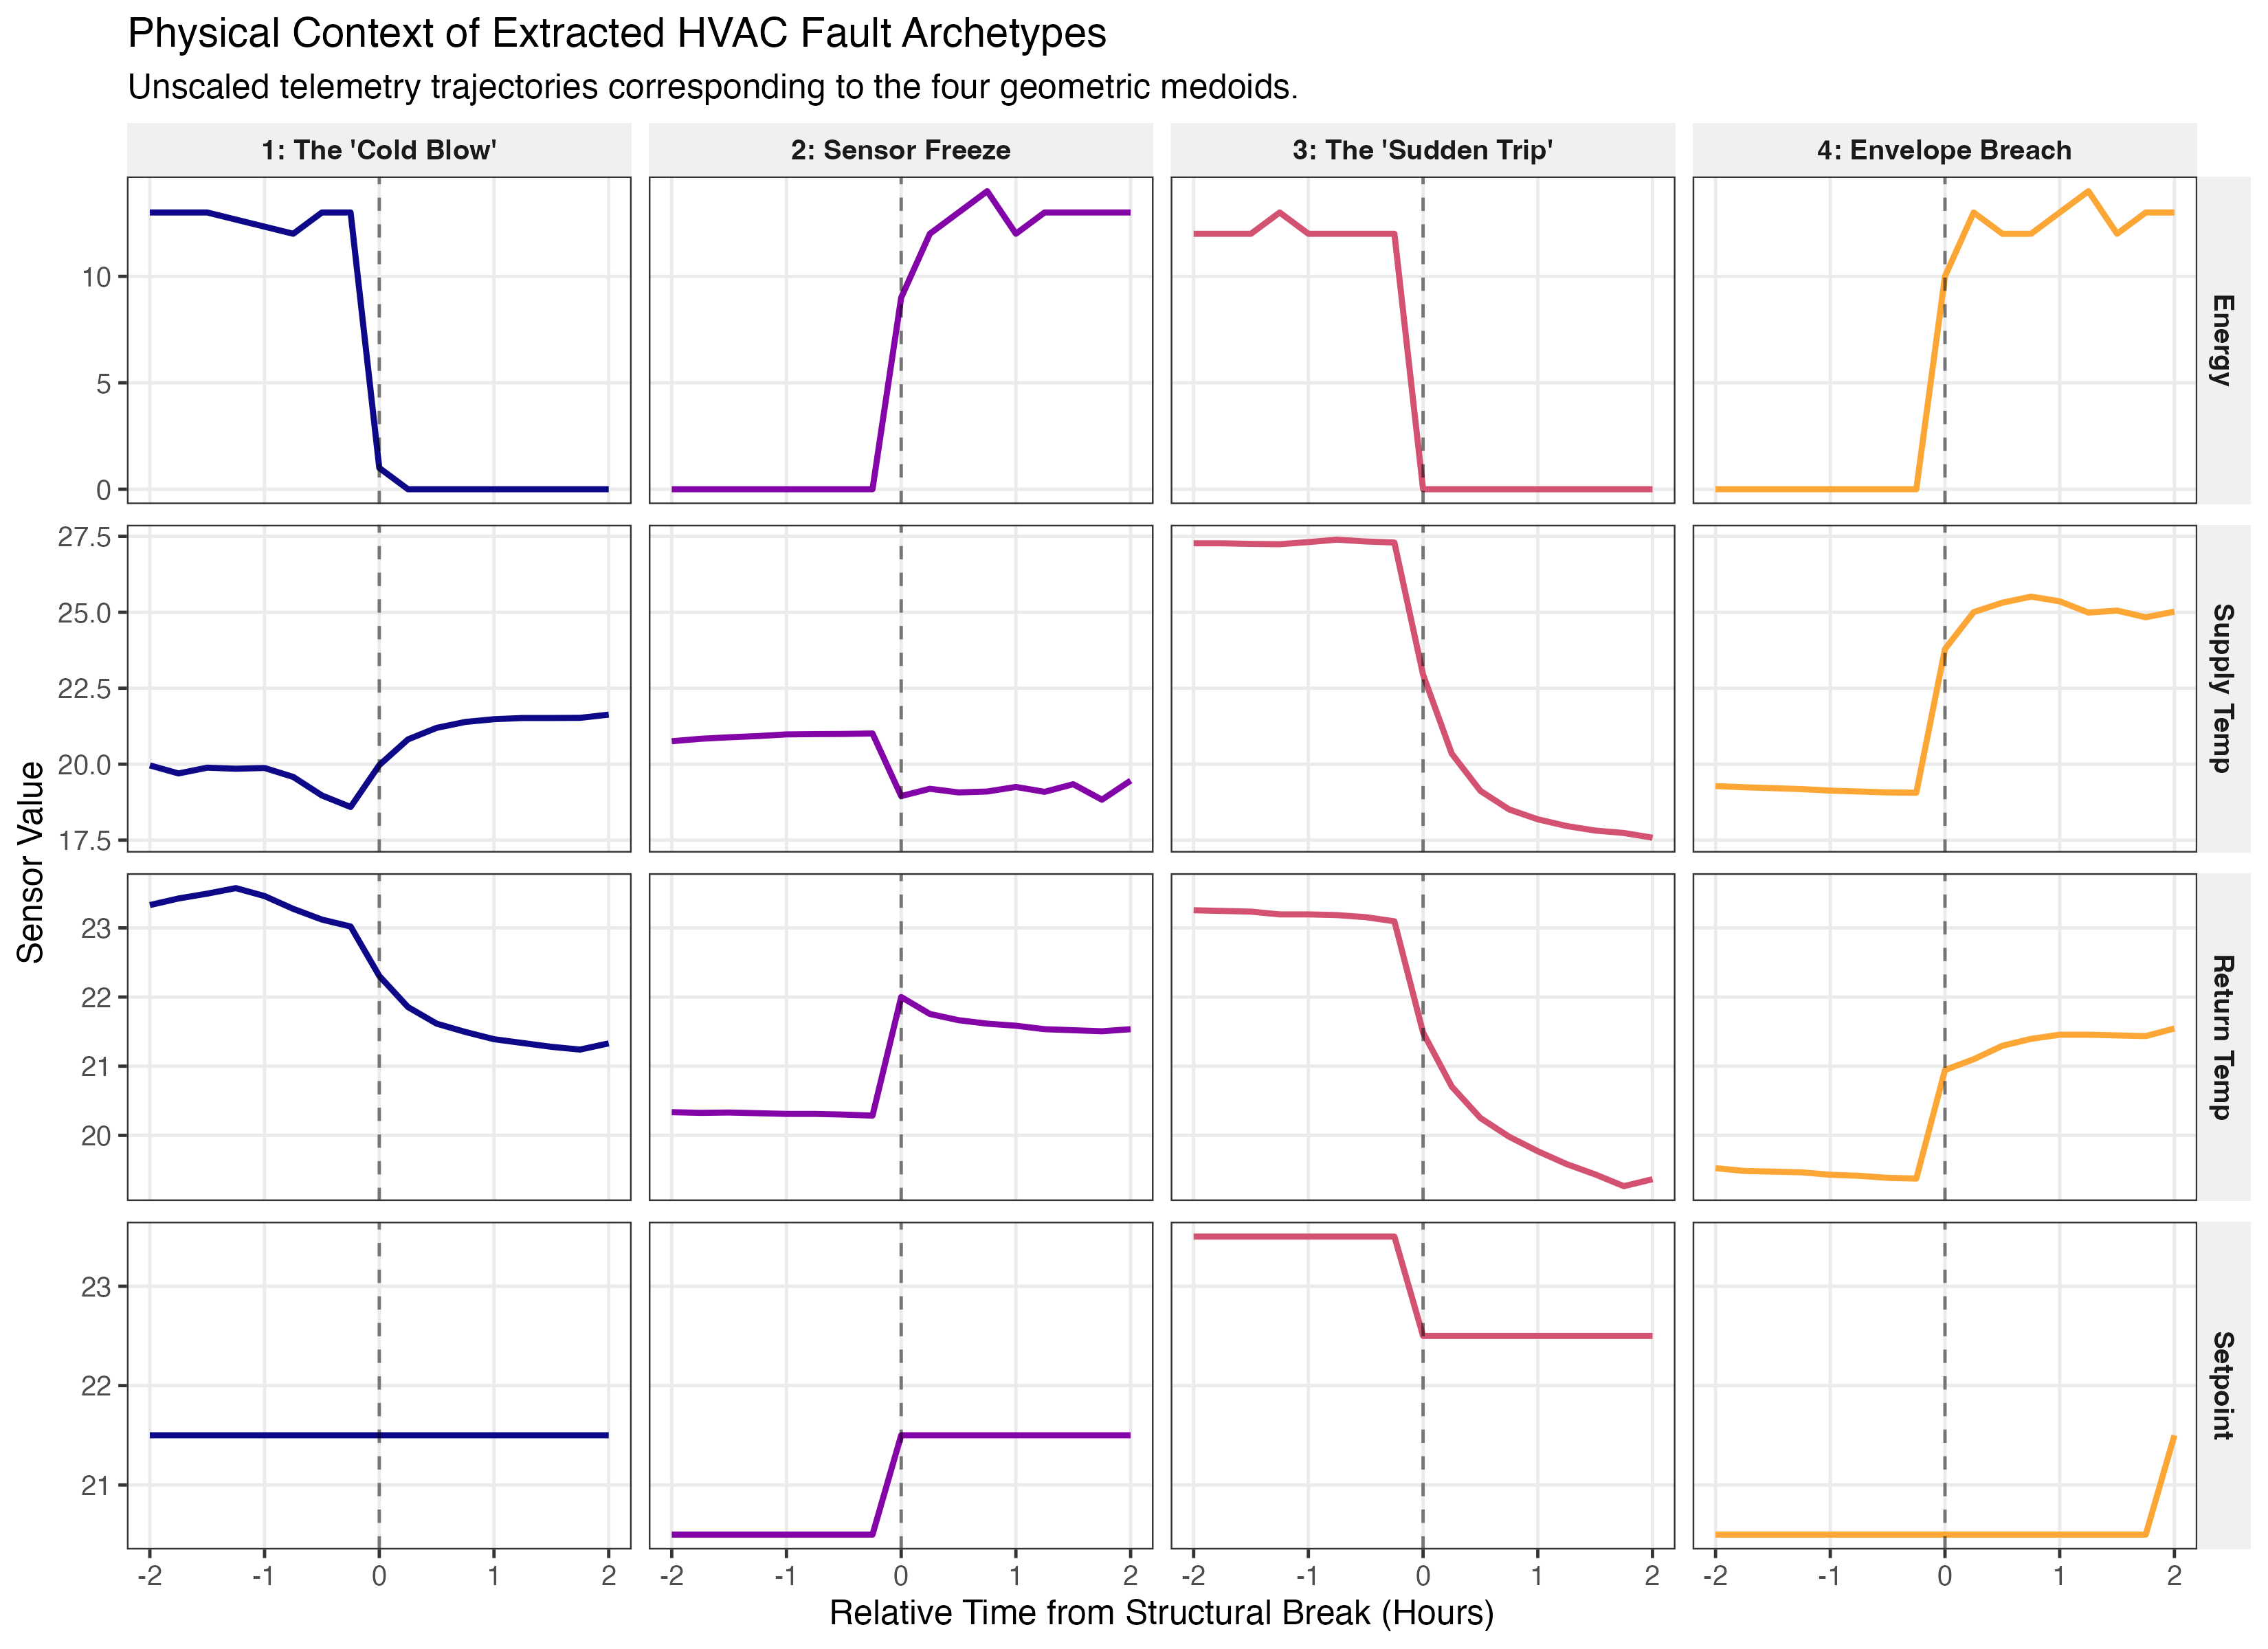 Physical Context of Extracted HVAC Fault Archetypes
Unscaled telemetry trajectories corresponding to the four geometric medoids.
1: The 'Cold Blow'
2: Sensor Freeze
3: The 'Sudden Trip'
4: Envelope Breach
10
5
0
Energy
27.5
25.0
22.5
20.0
17.5
Supply Temp
Sensor Value
23
22
21
20
Return Temp
23
22
21
Setpoint
-2 -1 0 1 2
-2 -1 0 1 2
-2 -1 0 1 2
-2 -1 0 1 2
Relative Time from Structural Break (Hours)